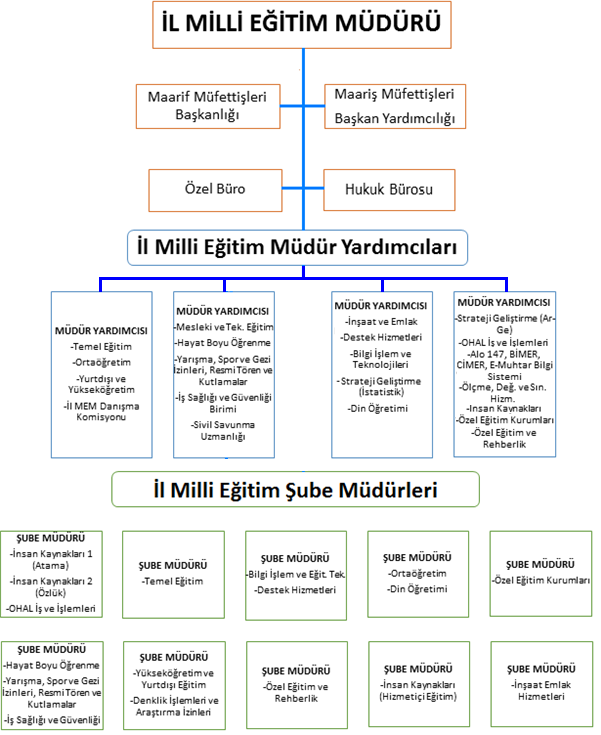 İL MİLLİ EĞİTİM MÜDÜRÜ
Maarif Müfettişleri
Başkanlığı
Maariş Müfettişleri
Başkan Yardımcılığı
Özel Büro
Hukuk Bürosu
İl Milli Eğitim Müdür Yardımcıları
MÜDÜR YARDIMCISI
-Temel Eğitim
-Ortaöğretim
-Yurtdışı ve
Yükseköğretim
-İl MEM Danışma
Komisyonu
MÜDÜR YARDIMCISI
-Mesleki ve Tek. Eğitim
-Hayat Boyu Öğrenme
-Yarışma, Spor ve Gezi
İzinleri, Resmi Tören ve
Kutlamalar
-İş Sağlığı ve Güvenliği
Birimi
-Sivil Savunma
Uzmanlığı
MÜDÜR YARDIMCISI
-İnşaat ve Emlak
-Destek Hizmetleri
-Bilgi İşlem ve
Teknolojileri
-Strateji Geliştirme
(İstatistik)
-Din Öğretimi
MÜDÜR YARDIMCISI
-Strateji Geliştirme (Ar-
Ge)
-OHAL İş ve İşlemleri
-Alo 147, BİMER,
CİMER, E-Muhtar Bilgi
Sistemi
-Ölçme, Değ. ve Sın.
Hizm.
-İnsan Kaynakları
-Özel Eğitim Kurumları
-Özel Eğitim ve
Rehberlik
İl Milli Eğitim Şube Müdürleri
ŞUBE MÜDÜRÜ
-İnsan Kaynakları 1
(Atama)
-İnsan Kaynakları 2
(Özlük)
-OHAL İş ve İşlemleri
ŞUBE MÜDÜRÜ
-Temel Eğitim
ŞUBE MÜDÜRÜ
-Bilgi İşlem ve Eğit. Tek.
-Destek Hizmetleri
ŞUBE MÜDÜRÜ
-Ortaöğretim
-Din Öğretimi
ŞUBE MÜDÜRÜ
-Özel Eğitim Kurumları
ŞUBE MÜDÜRÜ
-Hayat Boyu Öğrenme
-Yarışma, Spor ve Gezi
İzinleri, Resmi Tören ve
Kutlamalar
-İş Sağlığı ve Güvenliği
ŞUBE MÜDÜRÜ
-Yükseköğretim ve
Yurtdışı Eğitim
-Denklik İşlemleri ve
Araştırma İzinleri
ŞUBE MÜDÜRÜ
-Özel Eğitim ve
Rehberlik
ŞUBE MÜDÜRÜ
-İnsan Kaynakları
(Hizmetiçi Eğitim)
ŞUBE MÜDÜRÜ
-İnşaat Emlak
Hizmetleri